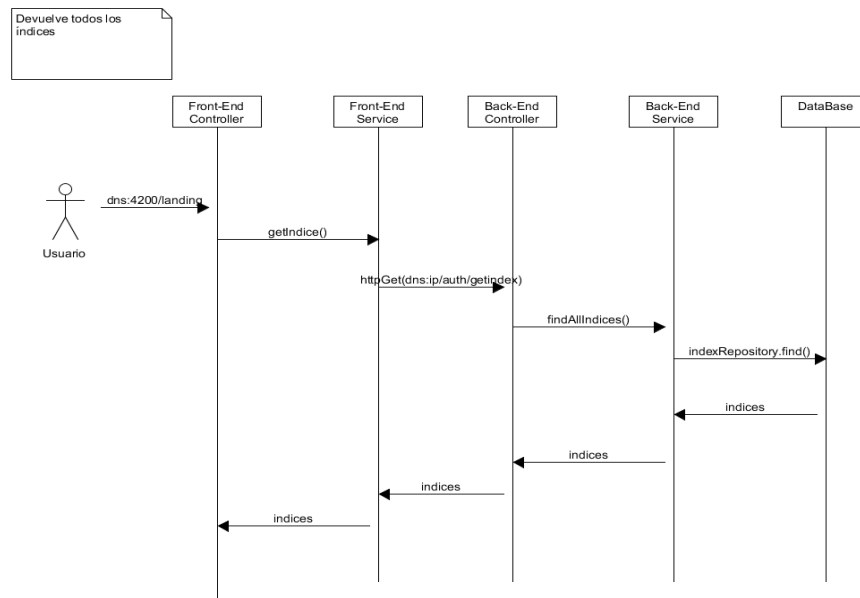 Devuelve todos los
índices
Front-End
Controller
Front-End
Service
Back-End
Controller
Back-End
Service
DataBase
dns:4200/landing
Usuario
getIndice()
httpGet(dns:ip/auth/getindex)
findAllIndices()
indexRepository.find()
indices
indices
indices
indices